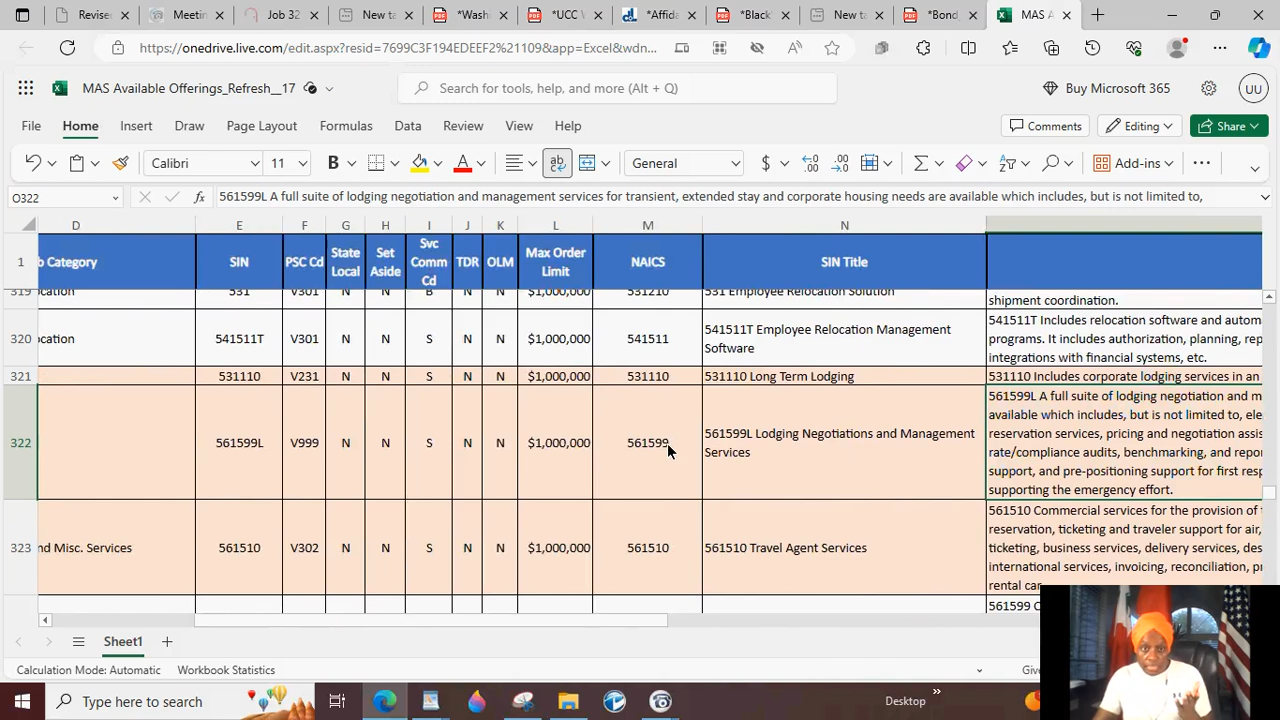 Revise
Meetin
Job 3
New ta
*Wash
*UCC
*Affida
*Black
New ta
*Bond
MAS A
https://onedrive.live.com/edit.aspx?resid=7699C3F194EDEEF2%21109&app=Excel&wdn...
MAS Available Offerings_Refresh__17
Search for tools, help, and more (Alt + Q)
Buy Microsoft 365
UU
File Home Insert Draw Page Layout Formulas Data Review View Help
Comments
Editing
Share
Calibri
11
B
A
ab
General
$
Add-ins
O322
fx
561599L A full suite of lodging negotiation and management services for transient, extended stay and corporate housing needs are available which includes, but is not limited to,
D E F G H I J K L M N
1
b Category
SIN
PSC Cd
State
Local
Set
Aside
Svc
Comm
Cd
TDR
OLM
Max Order
Limit
NAICS
SIN Title
319 ocation 531 V301 N N B N N $1,000,000 531210 531 Employee Relocation Solution
shipment coordination.
320 ocation 541511T V301 N N S N N $1,000,000 541511
541511T Employee Relocation Management
Software
541511T Includes relocation software and autom
programs. It includes authorization, planning, rep
integrations with financial systems, etc.
321 531110 V231 N N S N N $1,000,000 531110 531110 Long Term Lodging
531110 Includes corporate lodging services in an
322 561599L V999 N N S N N $1,000,000 561599
561599L Lodging Negotiations and Management
Services
561599L A full suite of lodging negotiation and m
available which includes, but is not limited to, ele
reservation services, pricing and negotiation assis
rate/compliance audits, benchmarking, and repo
support, and pre-positioning support for first resp
supporting the emergency effort.
323 nd Misc. Services 561510 V302 N N S N N $1,000,000 561510 561510 Travel Agent Services
561510 Commercial services for the provision of
reservation, ticketing and traveler support for air,
ticketing, business services, delivery services, des
international services, invoicing, reconciliation, p
rental car
561599 C
Sheet1
Calculation Mode: Automatic Workbook Statistics
Give
Type here to search
Desktop